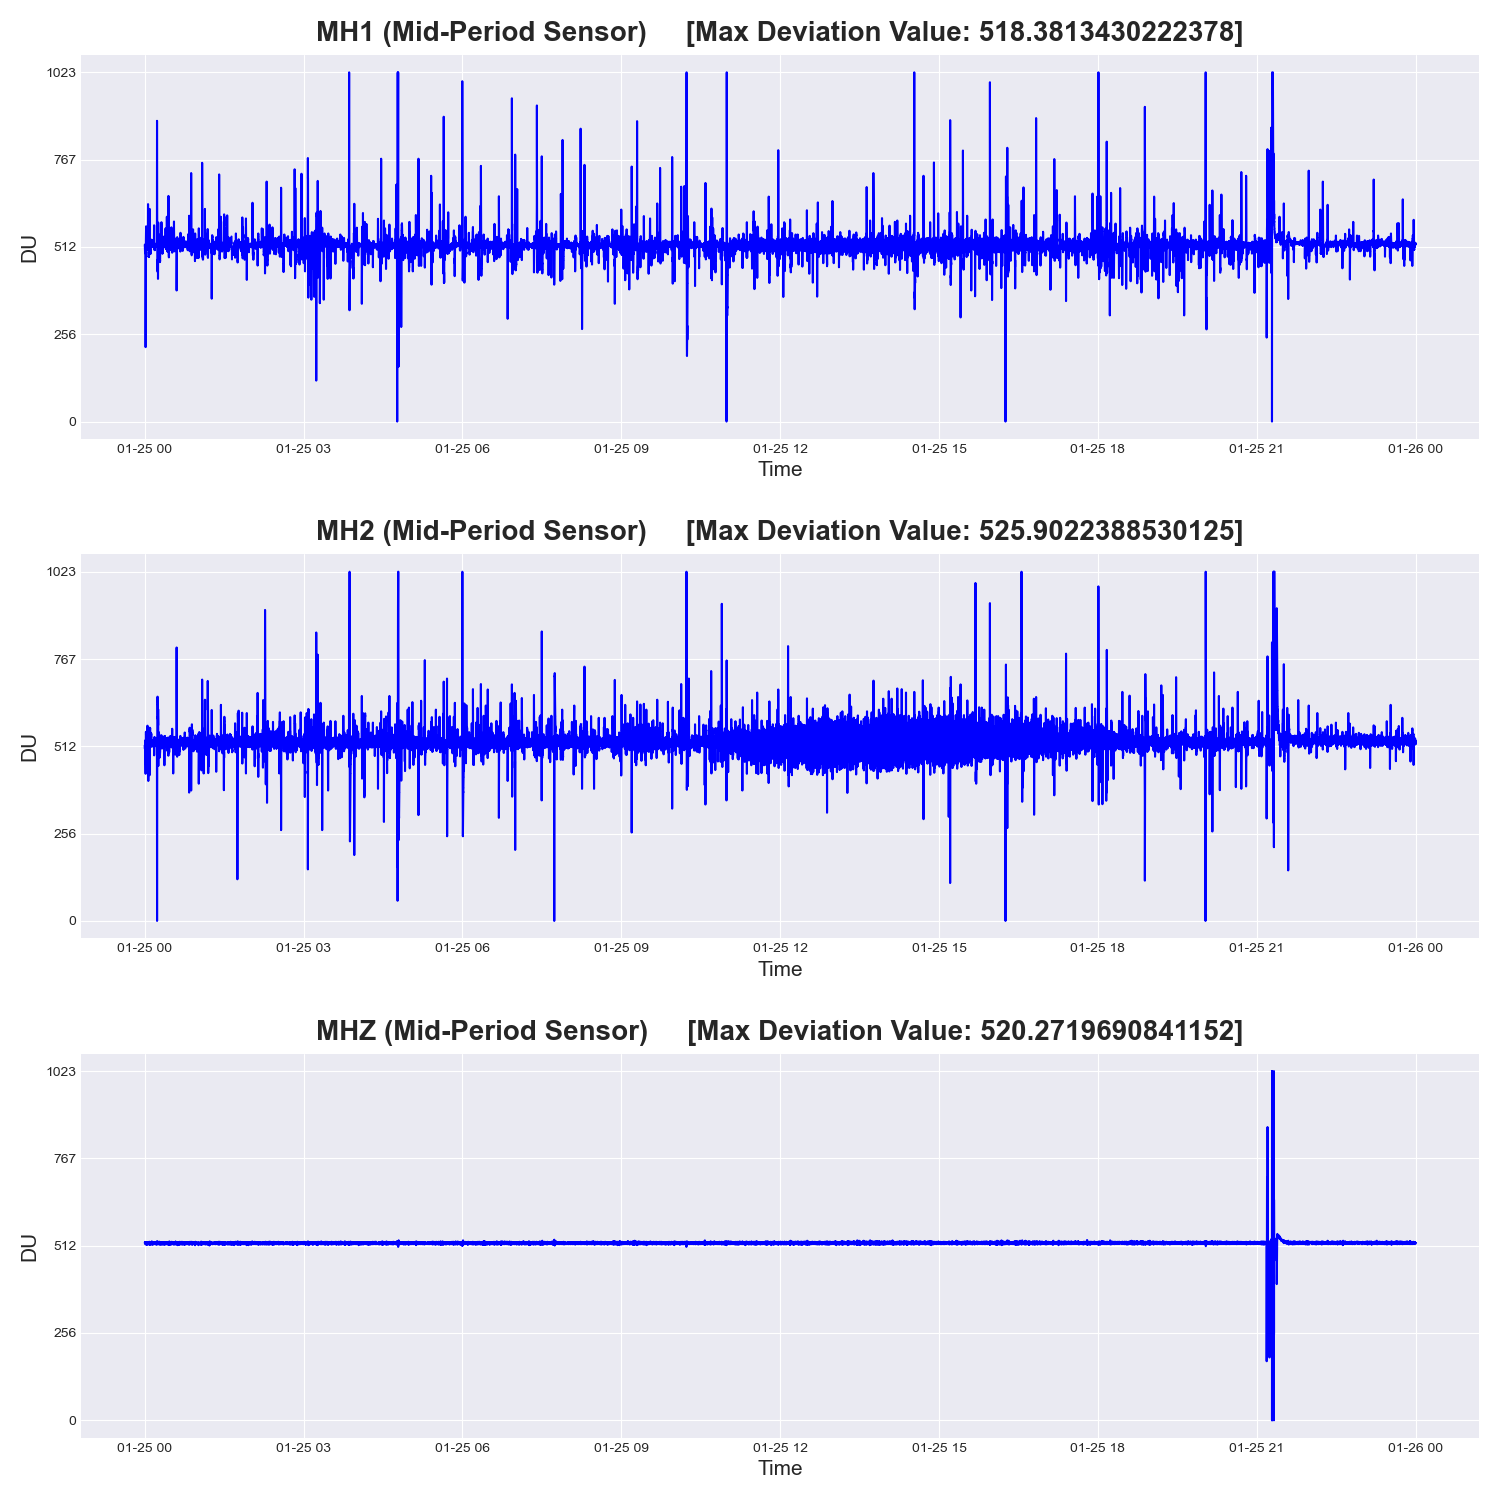 MH1 (Mid-Period Sensor) [Max Deviation Value: 518.3813430222378]
1023
767
512
256
0
DU
01-25 00 01-25 03 01-25 06 01-25 09 01-25 12 01-25 15 01-25 18 01-25 21 01-26 00
Time
MH2 (Mid-Period Sensor) [Max Deviation Value: 525.9022388530125]
1023
767
512
256
0
DU
01-25 00 01-25 03 01-25 06 01-25 09 01-25 12 01-25 15 01-25 18 01-25 21 01-26 00
Time
MHZ (Mid-Period Sensor) [Max Deviation Value: 520.2719690841152]
1023
767
512
256
0
DU
01-25 00 01-25 03 01-25 06 01-25 09 01-25 12 01-25 15 01-25 18 01-25 21 01-26 00
Time